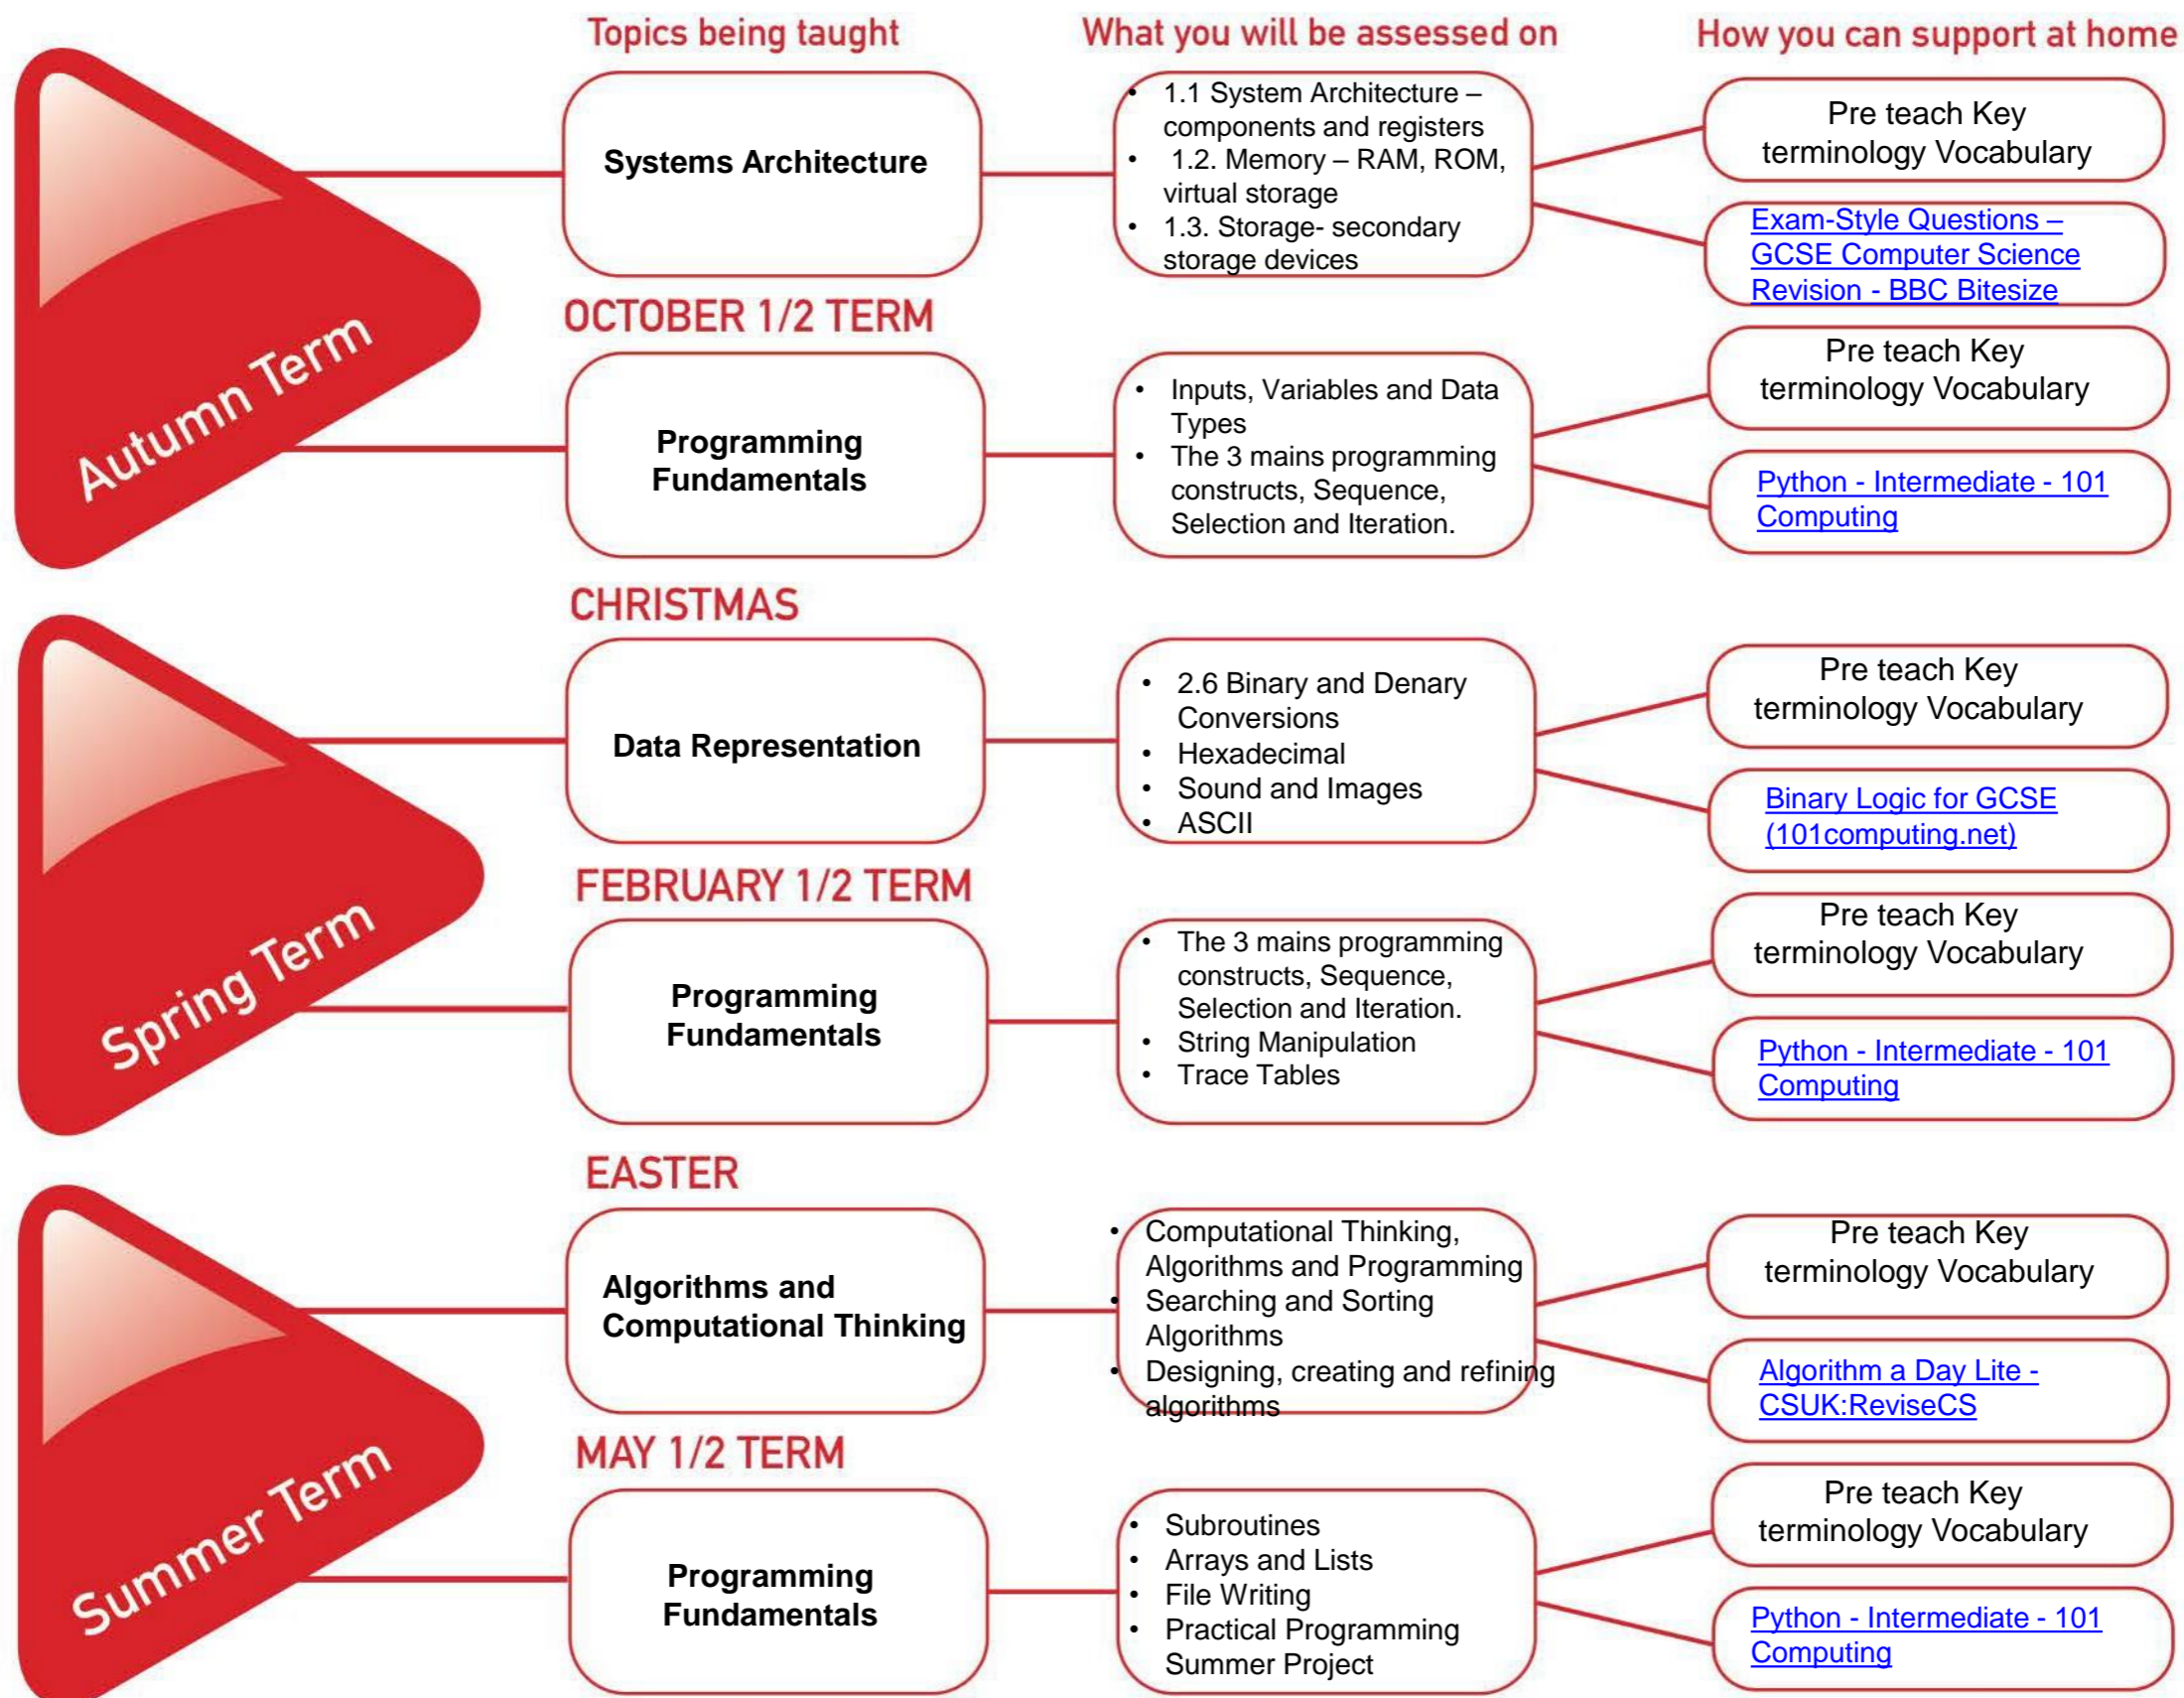 Topics being taught
What you will be assessed on
How you can support at home
Autumn Term
Systems Architecture
• 1.1 System Architecture –
components and registers
• 1.2. Memory – RAM, ROM,
virtual storage
• 1.3. Storage- secondary
storage devices
Pre teach Key
terminology Vocabulary
Exam-Style Questions –
GCSE Computer Science
Revision - BBC Bitesize
OCTOBER 1/2 TERM
Programming
Fundamentals
• Inputs, Variables and Data
Types
• The 3 mains programming
constructs, Sequence,
Selection and Iteration.
Pre teach Key
terminology Vocabulary
Python - Intermediate - 101
Computing
CHRISTMAS
Spring Term
Data Representation
• 2.6 Binary and Denary
Conversions
• Hexadecimal
• Sound and Images
• ASCII
Pre teach Key
terminology Vocabulary
Binary Logic for GCSE
(101computing.net)
FEBRUARY 1/2 TERM
Programming
Fundamentals
• The 3 mains programming
constructs, Sequence,
Selection and Iteration.
• String Manipulation
• Trace Tables
Pre teach Key
terminology Vocabulary
Python - Intermediate - 101
Computing
EASTER
Summer Term
Algorithms and
Computational Thinking
• Computational Thinking,
Algorithms and Programming
• Searching and Sorting
Algorithms
• Designing, creating and refining
algorithms
Pre teach Key
terminology Vocabulary
Algorithm a Day Lite -
CSUK:ReviseCS
MAY 1/2 TERM
Programming
Fundamentals
• Subroutines
• Arrays and Lists
• File Writing
• Practical Programming
Summer Project
Pre teach Key
terminology Vocabulary
Python - Intermediate - 101
Computing